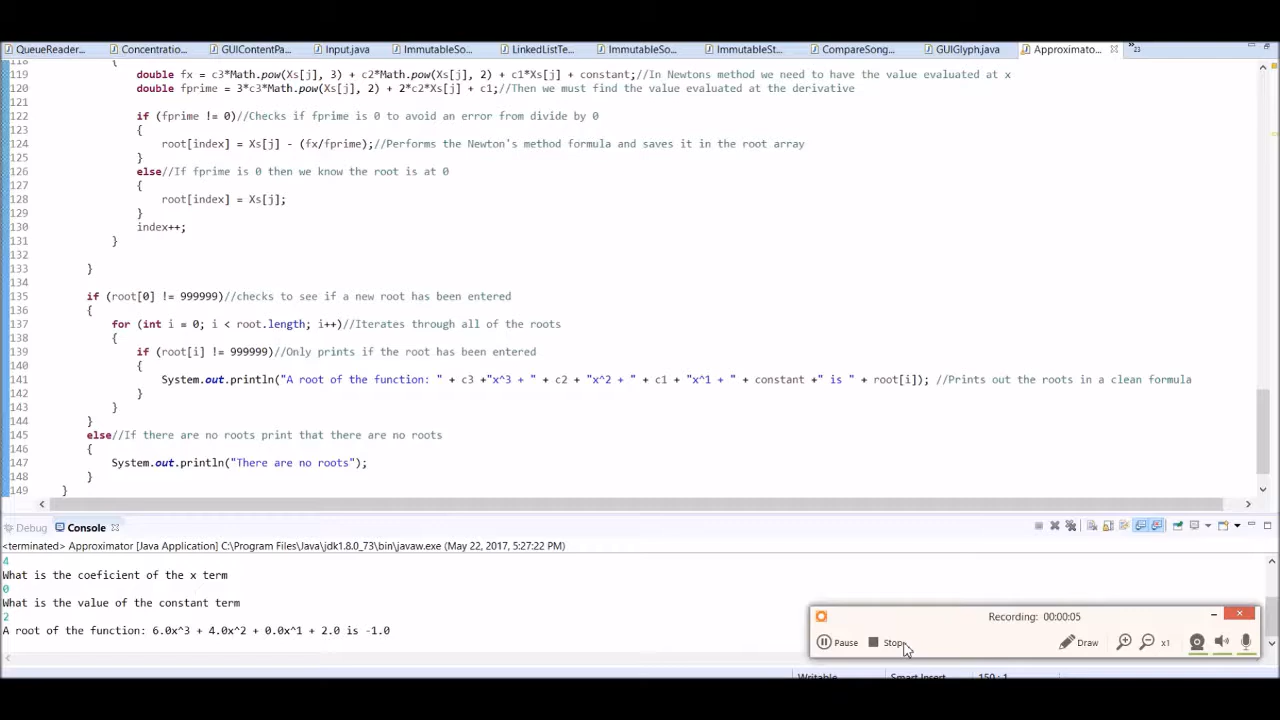 QueueReader... Concentratio... GUIContentPa... Input.java ImmutableSo... LinkedListTe... ImmutableSo... ImmutableSt... CompareSong... GUIGlyph.java Approximato... »23
118 {
119 double fx = c3*Math.pow(Xs[j], 3) + c2*Math.pow(Xs[j], 2) + c1*Xs[j] + constant;//In Newtons method we need to have the value evaluated at x
120 double fprime = 3*c3*Math.pow(Xs[j], 2) + 2*c2*Xs[j] + c1;//Then we must find the value evaluated at the derivative
121
122 if (fprime != 0)//Checks if fprime is 0 to avoid an error from divide by 0
123 {
124 root[index] = Xs[j] - (fx/fprime);//Performs the Newton's method formula and saves it in the root array
125 }
126 else//If fprime is 0 then we know the root is at 0
127 {
128 root[index] = Xs[j];
129 }
130 index++;
131 }
132
133 }
134
135 if (root[0] != 999999)//checks to see if a new root has been entered
136 {
137 for (int i = 0; i < root.length; i++)//Iterates through all of the roots
138 {
139 if (root[i] != 999999)//Only prints if the root has been entered
140 {
141 System.out.println("A root of the function: " + c3 +"x^3 + " + c2 + "x^2 + " + c1 + "x^1 + " + constant +" is " + root[i]); //Prints out the roots in a clean formula
142 }
143 }
144 }
145 else//If there are no roots print that there are no roots
146 {
147 System.out.println("There are no roots");
148 }
149 }
Debug Console
<terminated> Approximator [Java Application] C:\Program Files\Java\jdk1.8.0_73\bin\javaw.exe (May 22, 2017, 5:27:22 PM)
4
What is the coeficient of the x term
0
What is the value of the constant term
2
A root of the function: 6.0x^3 + 4.0x^2 + 0.0x^1 + 2.0 is -1.0
Recording: 00:00:05
Pause Stop Draw x1
Writable Smart Insert 150 : 1